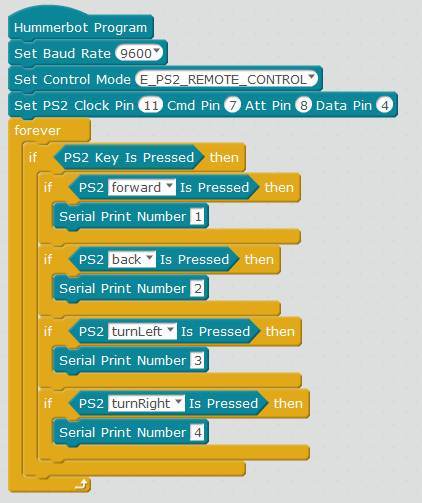 Hummerbot Program
Set Baud Rate 9600
Set Control Mode E_PS2_REMOTE_CONTROL
Set PS2 Clock Pin 11 Cmd Pin 7 Att Pin 8 Data Pin 4
forever
if PS2 Key Is Pressed then
if PS2 forward Is Pressed then
Serial Print Number 1
if PS2 back Is Pressed then
Serial Print Number 2
if PS2 turnLeft Is Pressed then
Serial Print Number 3
if PS2 turnRight Is Pressed then
Serial Print Number 4